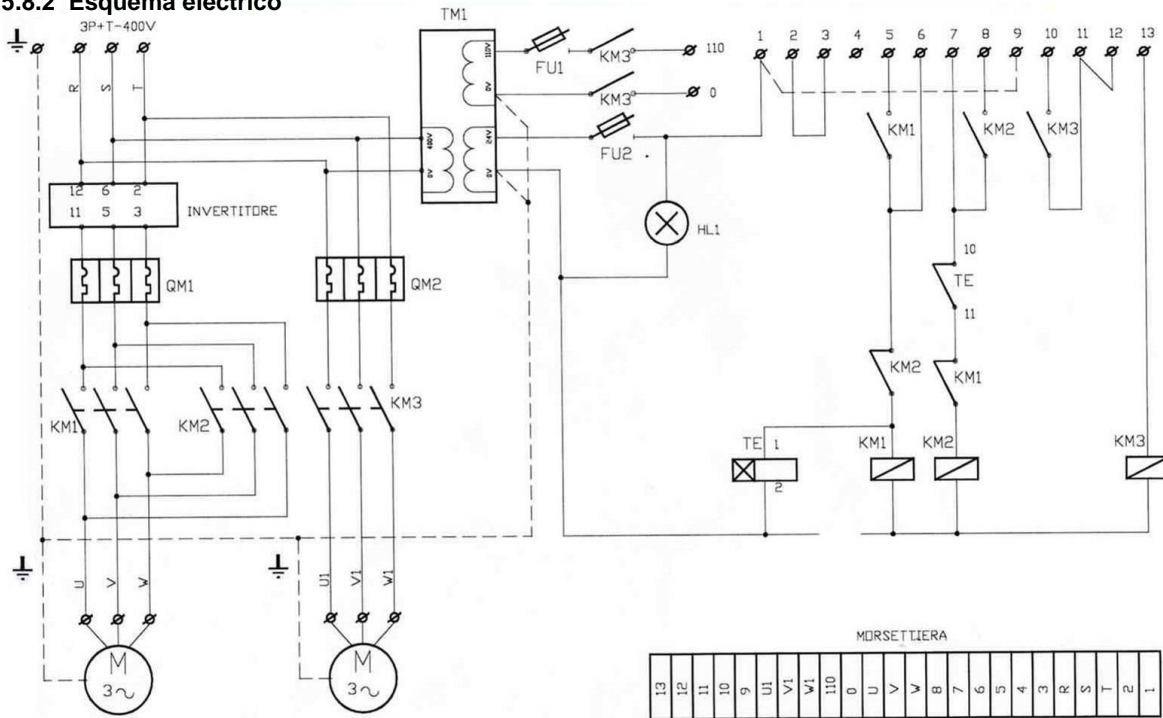 5.8.2 Esquema eléctrico
3P+T-400V
TM1
R
S
T
110V
0V
400V
0V
24V
0V
FU1
KM3
110
KM3
0
FU2
HL1
1 2 3 4 5 6 7 8 9 10 11 12 13
KM1
KM2
KM3
12 6 2
11 5 3
INVERTITORE
QM1
QM2
10
TE
11
KM2
KM1
KM1
KM2
KM3
TE 1
2
KM1
KM2
KM3
U
V
W
U1
V1
W1
M
3~
M
3~
MORSETTIERA
13 12 11 10 9 U1 V1 W1 110 0 U V W 8 7 6 5 4 3 R S T 2 1